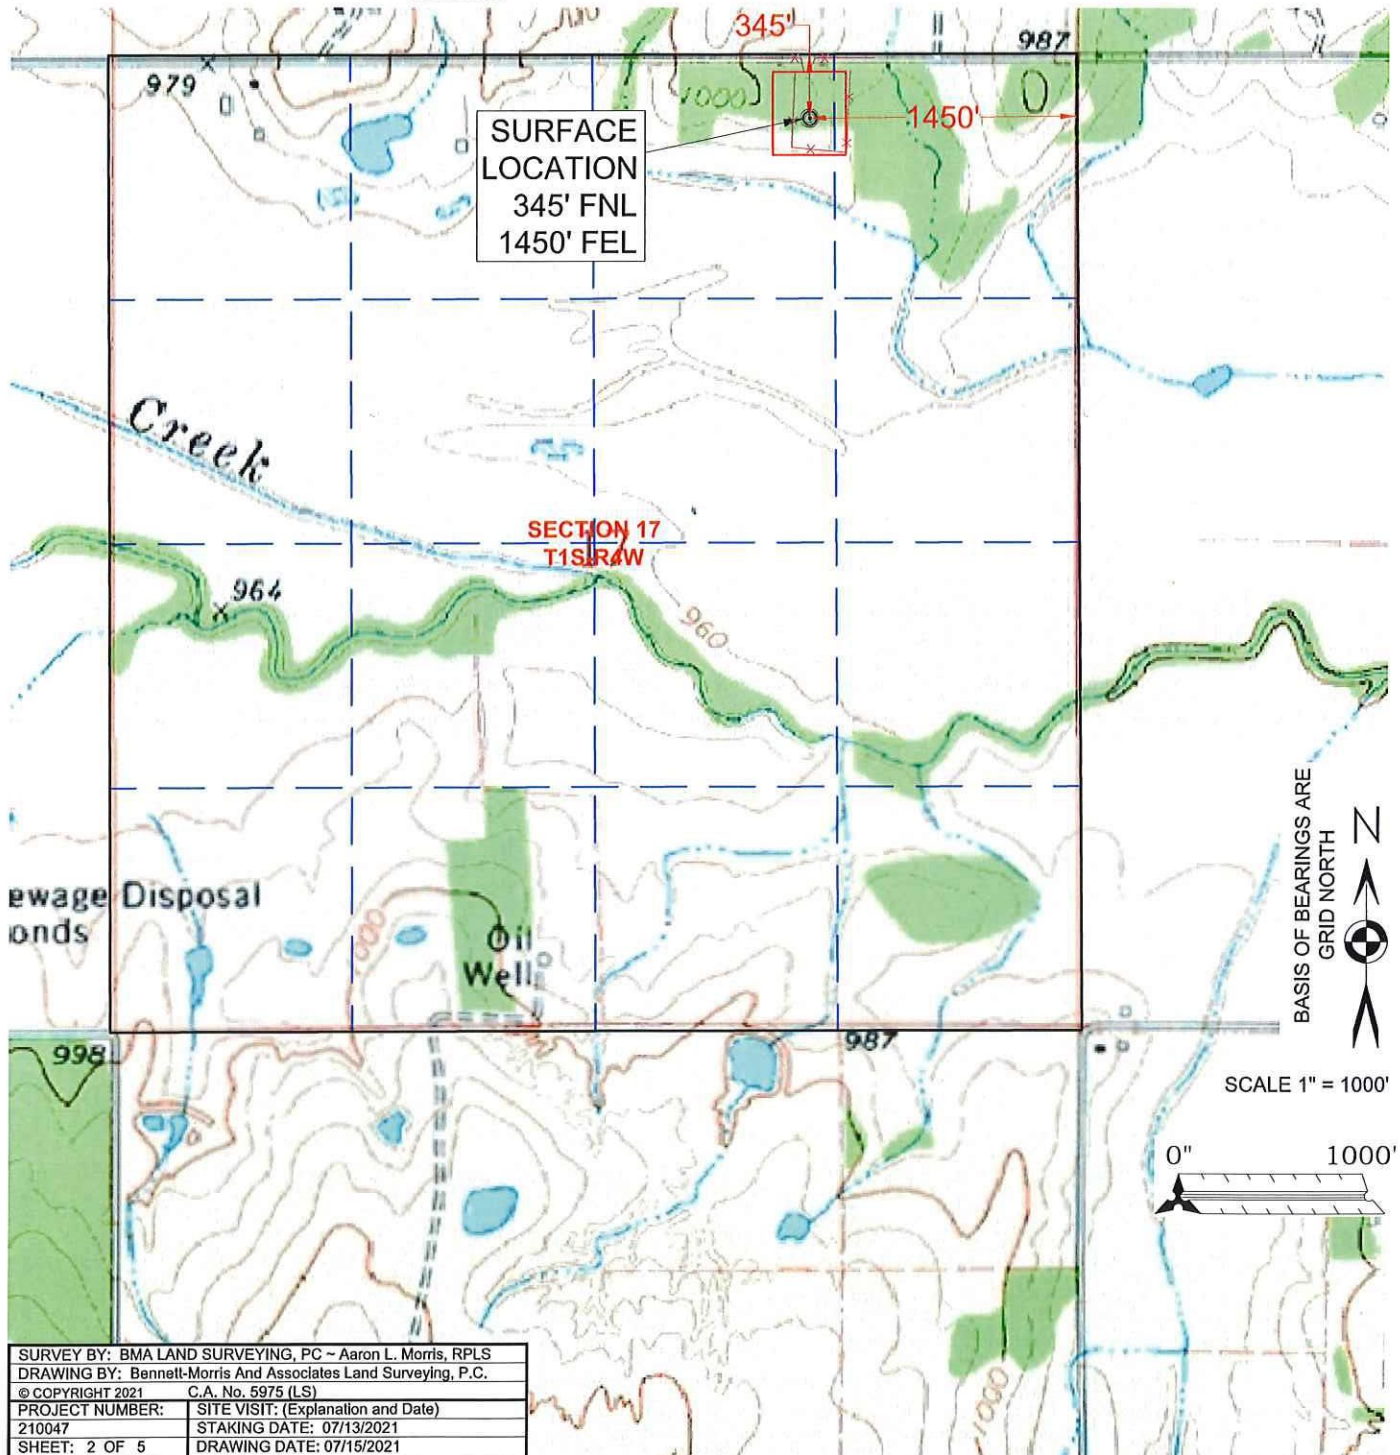 345'
987
979
1000
1450'
SURFACE
LOCATION
345' FNL
1450' FEL
Creek
SECTION 17
T1S-R4W
964
960
ewage Disposal
onds
Oil
Well
000
998
987
BASIS OF BEARINGS ARE
GRID NORTH
N
SCALE 1" = 1000'
0"
1000'
SURVEY BY: BMA LAND SURVEYING, PC ~ Aaron L. Morris, RPLS
DRAWING BY: Bennett-Morris And Associates Land Surveying, P.C.
© COPYRIGHT 2021 C.A. No. 5975 (LS)
PROJECT NUMBER: SITE VISIT: (Explanation and Date)
210047 STAKING DATE: 07/13/2021
SHEET: 2 OF 5 DRAWING DATE: 07/15/2021